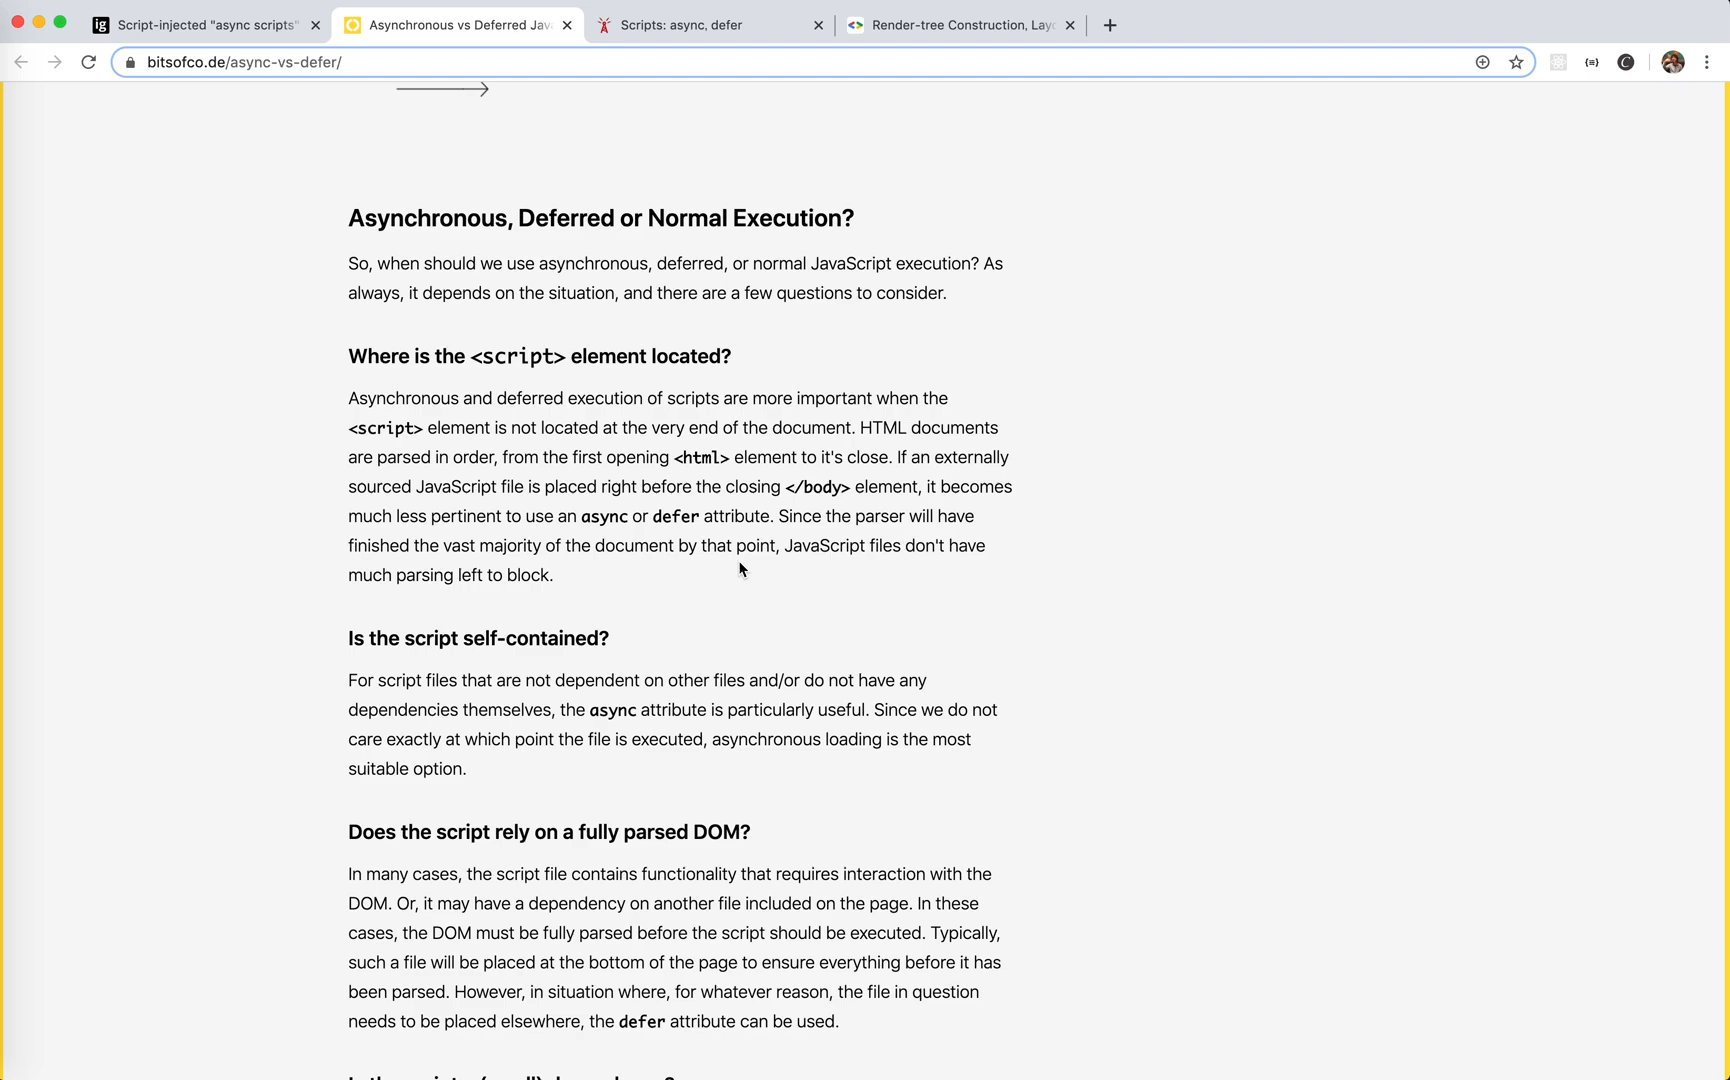 Script-injected "async scripts"
Asynchronous vs Deferred Jav
Scripts: async, defer
Render-tree Construction, Lay
bitsofco.de/async-vs-defer/
Asynchronous, Deferred or Normal Execution?
So, when should we use asynchronous, deferred, or normal JavaScript execution? As
always, it depends on the situation, and there are a few questions to consider.
Where is the <script> element located?
Asynchronous and deferred execution of scripts are more important when the
<script> element is not located at the very end of the document. HTML documents
are parsed in order, from the first opening <html> element to it's close. If an externally
sourced JavaScript file is placed right before the closing </body> element, it becomes
much less pertinent to use an async or defer attribute. Since the parser will have
finished the vast majority of the document by that point, JavaScript files don't have
much parsing left to block.
Is the script self-contained?
For script files that are not dependent on other files and/or do not have any
dependencies themselves, the async attribute is particularly useful. Since we do not
care exactly at which point the file is executed, asynchronous loading is the most
suitable option.
Does the script rely on a fully parsed DOM?
In many cases, the script file contains functionality that requires interaction with the
DOM. Or, it may have a dependency on another file included on the page. In these
cases, the DOM must be fully parsed before the script should be executed. Typically,
such a file will be placed at the bottom of the page to ensure everything before it has
been parsed. However, in situation where, for whatever reason, the file in question
needs to be placed elsewhere, the defer attribute can be used.